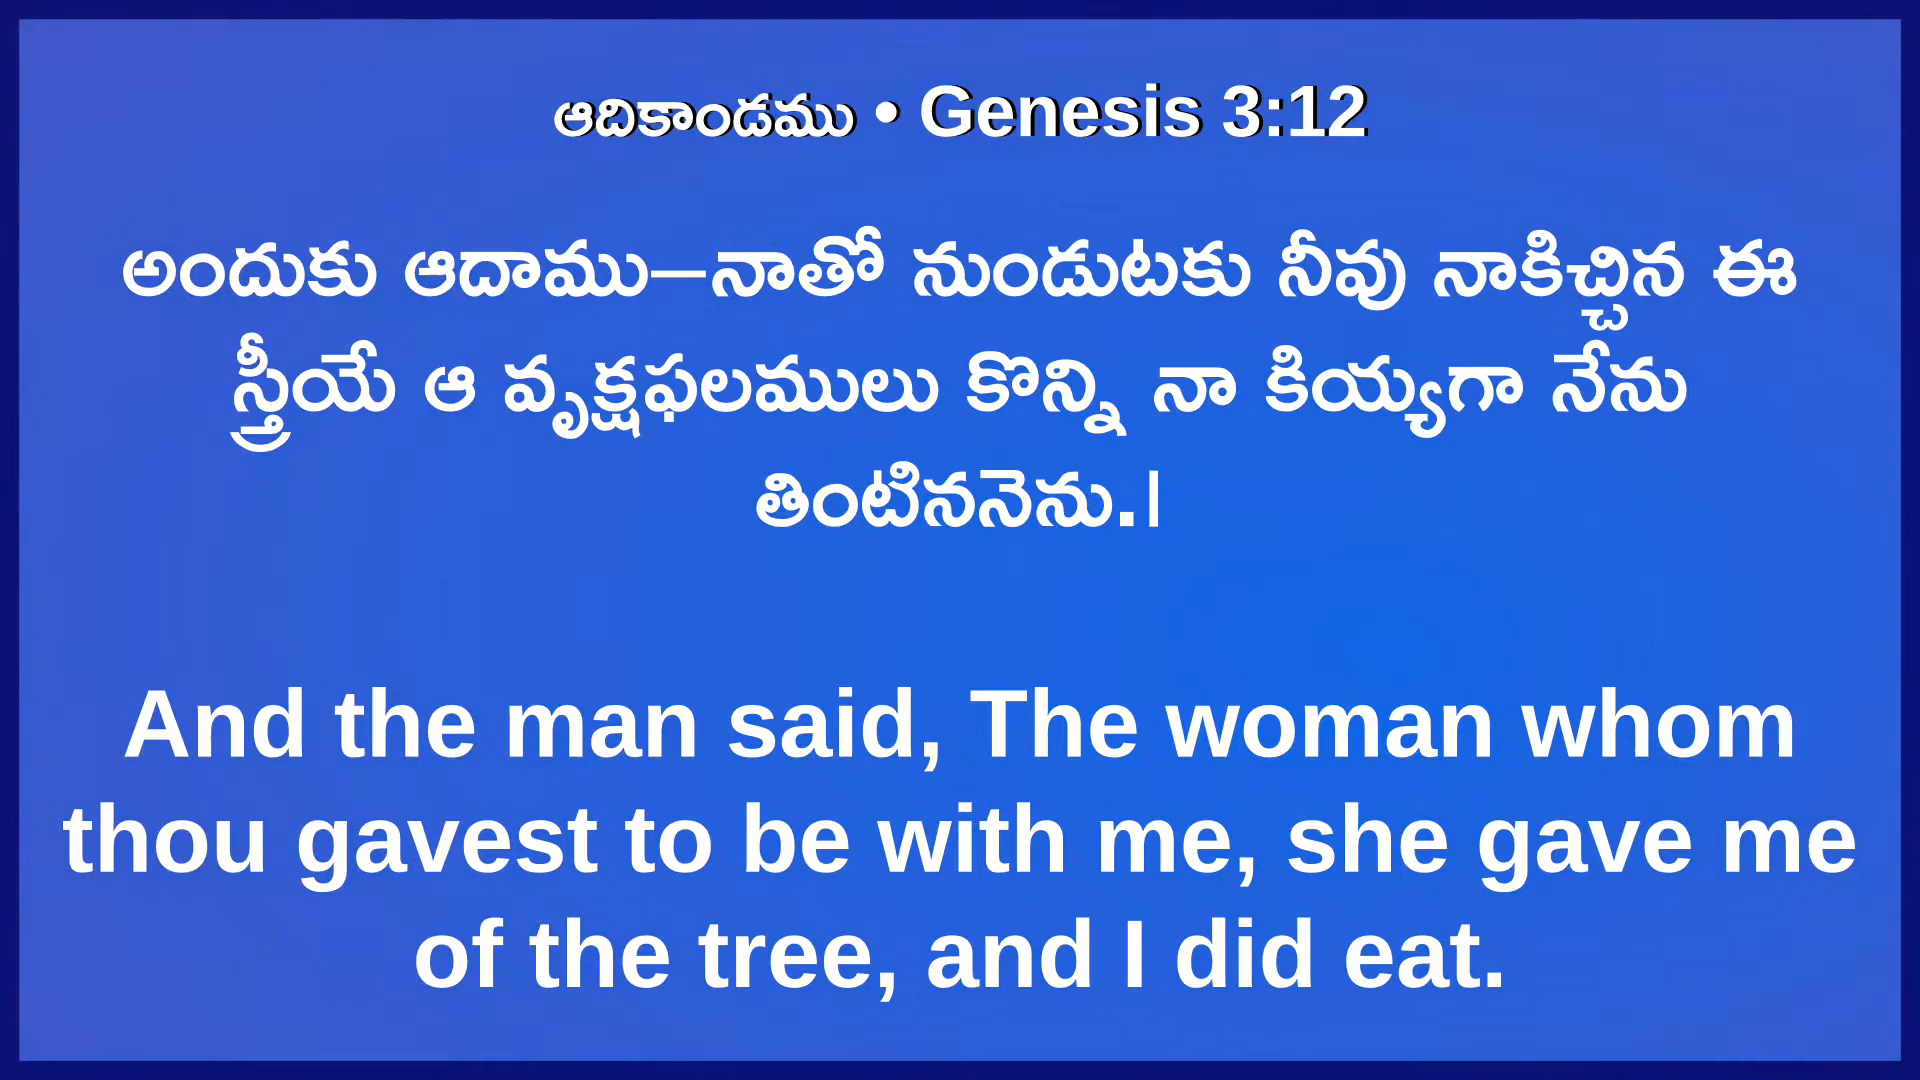 ఆదికాండము • Genesis 3:12
అందుకు ఆదాము—నాతో నుండుటకు నీవు నాకిచ్చిన ఈ
స్త్రీయే ఆ వృక్షఫలములు కొన్ని నా కియ్యగా నేను
తింటిననెను.|
And the man said, The woman whom
thou gavest to be with me, she gave me
of the tree, and I did eat.